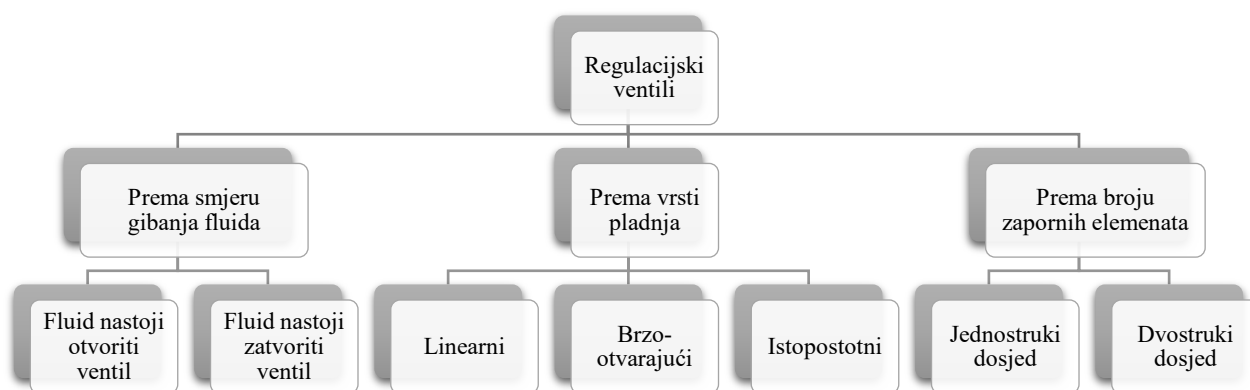 Regulacijski
ventili
Prema smjeru
gibanja fluida
Prema vrsti
pladnja
Prema broju
zapornih elemenata
Fluid nastoji
otvoriti
ventil
Fluid nastoji
zatvoriti
ventil
Linearni
Brzo-
otvarajući
Istopostotni
Jednostruki
dosjed
Dvostruki
dosjed